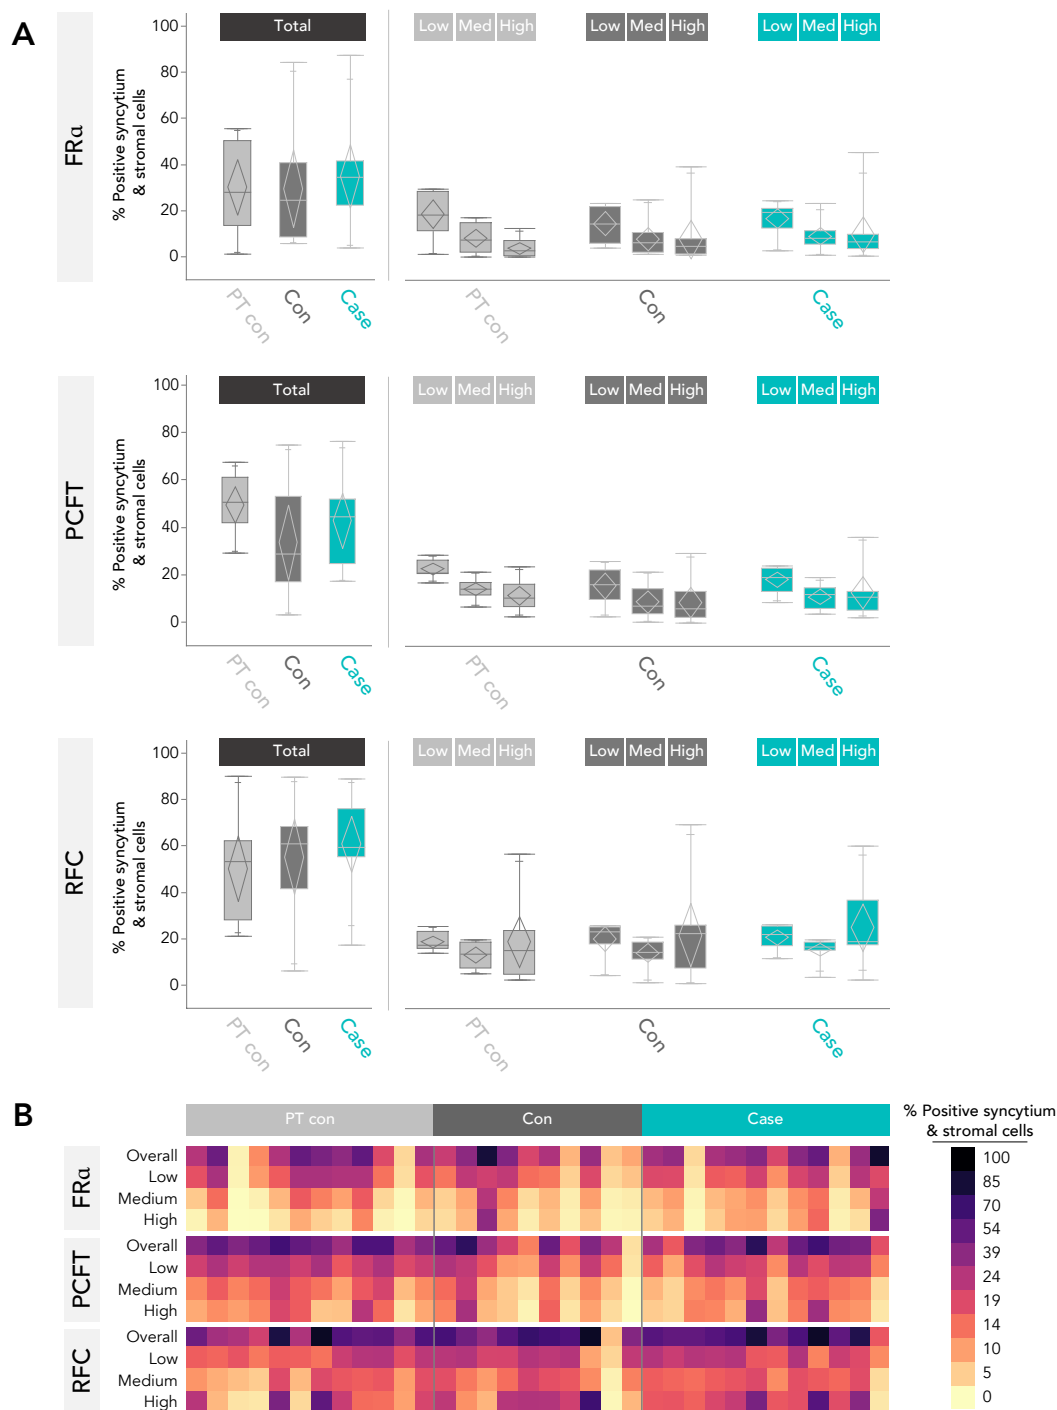 A
Total
Low Med High
Low Med High
Low Med High
FRα
% Positive syncytium
& stromal cells
100
80
60
40
20
0
PT con
Con
Case
PT con
Con
Case
Total
Low Med High
Low Med High
Low Med High
PCFT
% Positive syncytium
& stromal cells
100
80
60
40
20
0
PT con
Con
Case
PT con
Con
Case
Total
Low Med High
Low Med High
Low Med High
RFC
% Positive syncytium
& stromal cells
100
80
60
40
20
0
PT con
Con
Case
PT con
Con
Case
B
PT con
Con
Case
% Positive syncytium
& stromal cells
FRα
Overall
Low
Medium
High
PCFT
Overall
Low
Medium
High
RFC
Overall
Low
Medium
High
100
85
70
54
39
24
19
14
10
5
0